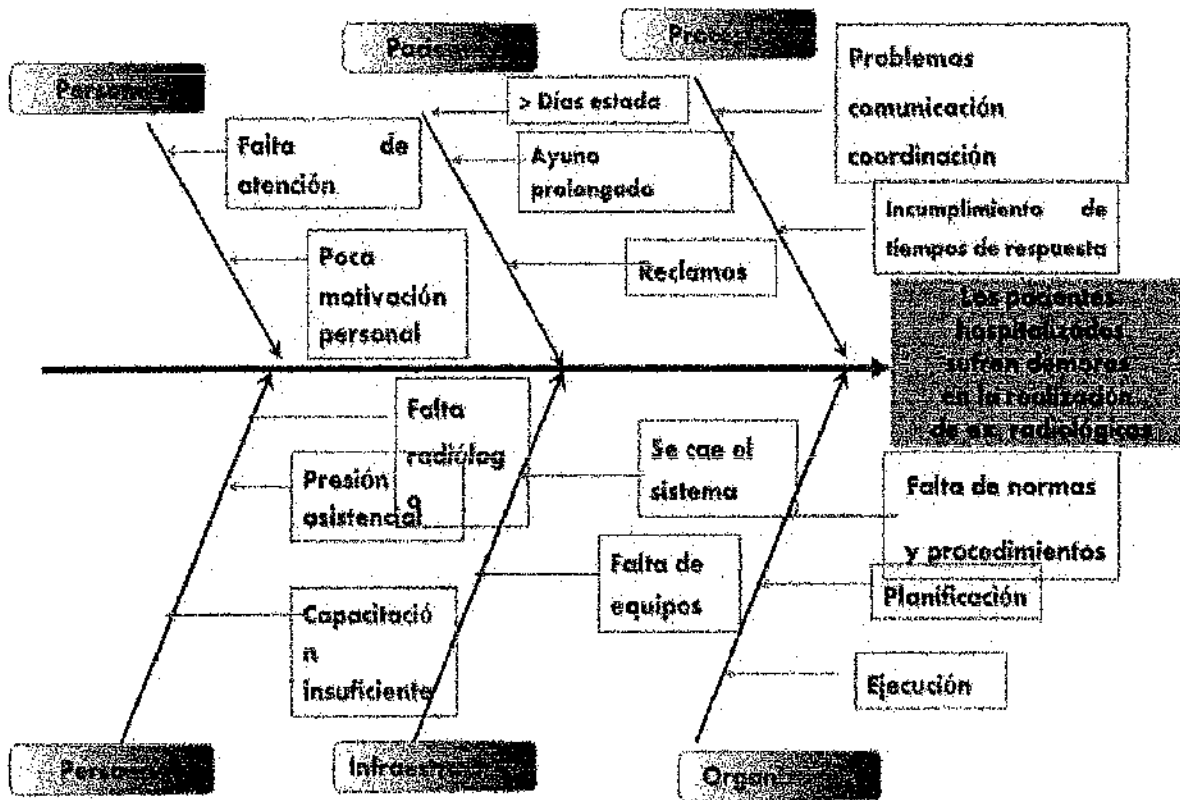 > Días estada
Problemas
comunicación
coordinación
Falta de
atención
Ayuno
prolongado
Incumplimiento de
tiempos de respuesta
Poca
motivación
personal
Reclamos
Los pacientes
hospitalizados
sufren demoras
en la realización
de ex. radiológicos
Falta
radiólog
o
Presión
asistencial
Se cae el
sistema
Falta de normas
y procedimientos
Falta de
equipos
Planificación
Capacitació
n
insuficiente
Ejecución